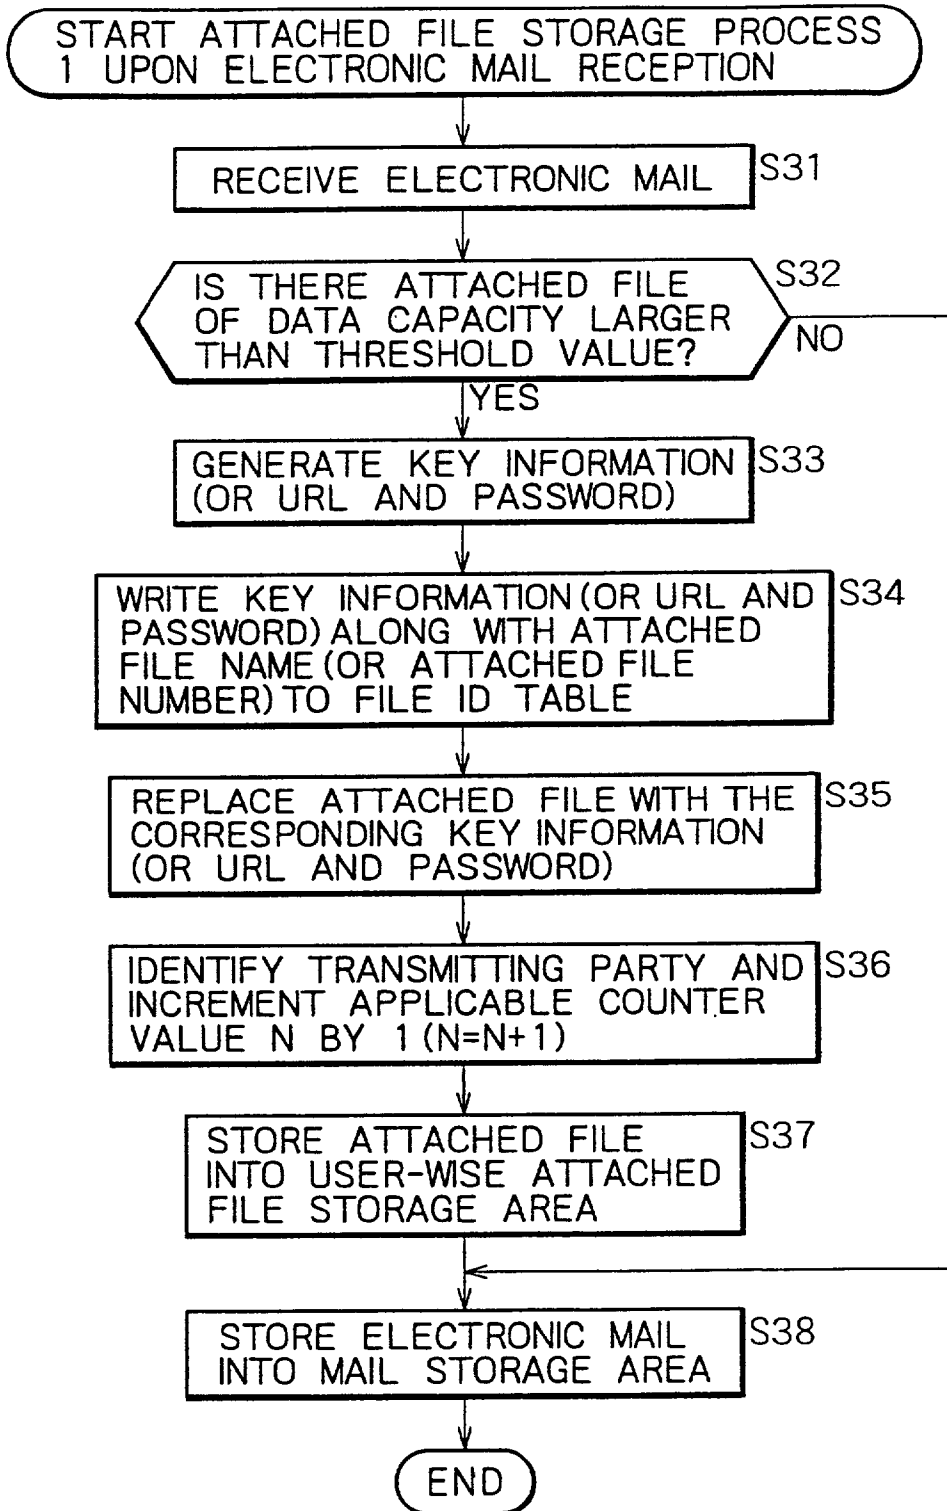 START ATTACHED FILE STORAGE PROCESS
1 UPON ELECTRONIC MAIL RECEPTION
RECEIVE ELECTRONIC MAIL
S31
IS THERE ATTACHED FILE
OF DATA CAPACITY LARGER
THAN THRESHOLD VALUE?
S32
NO
YES
GENERATE KEY INFORMATION
(OR URL AND PASSWORD)
S33
WRITE KEY INFORMATION (OR URL AND
PASSWORD) ALONG WITH ATTACHED
FILE NAME (OR ATTACHED FILE
NUMBER) TO FILE ID TABLE
S34
REPLACE ATTACHED FILE WITH THE
CORRESPONDING KEY INFORMATION
(OR URL AND PASSWORD)
S35
IDENTIFY TRANSMITTING PARTY AND
INCREMENT APPLICABLE COUNTER
VALUE N BY 1 (N=N+1)
S36
STORE ATTACHED FILE
INTO USER-WISE ATTACHED
FILE STORAGE AREA
S37
STORE ELECTRONIC MAIL
INTO MAIL STORAGE AREA
S38
END